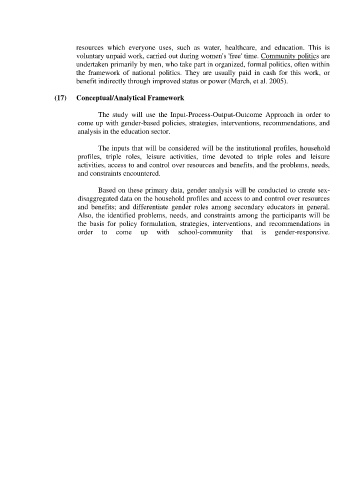 resources which everyone uses, such as water, healthcare, and education. This is
voluntary unpaid work, carried out during women's 'free' time. Community politics are
undertaken primarily by men, who take part in organized, formal politics, often within
the framework of national politics. They are usually paid in cash for this work, or
benefit indirectly through improved status or power (March, et al. 2005).
(17) Conceptual/Analytical Framework
The study will use the Input-Process-Output-Outcome Approach in order to
come up with gender-based policies, strategies, interventions, recommendations, and
analysis in the education sector.
The inputs that will be considered will be the institutional profiles, household
profiles, triple roles, leisure activities, time devoted to triple roles and leisure
activities, access to and control over resources and benefits, and the problems, needs,
and constraints encountered.
Based on these primary data, gender analysis will be conducted to create sex-
disaggregated data on the household profiles and access to and control over resources
and benefits; and differentiate gender roles among secondary educators in general.
Also, the identified problems, needs, and constraints among the participants will be
the basis for policy formulation, strategies, interventions, and recommendations in
order to come up with school-community that is gender-responsive.